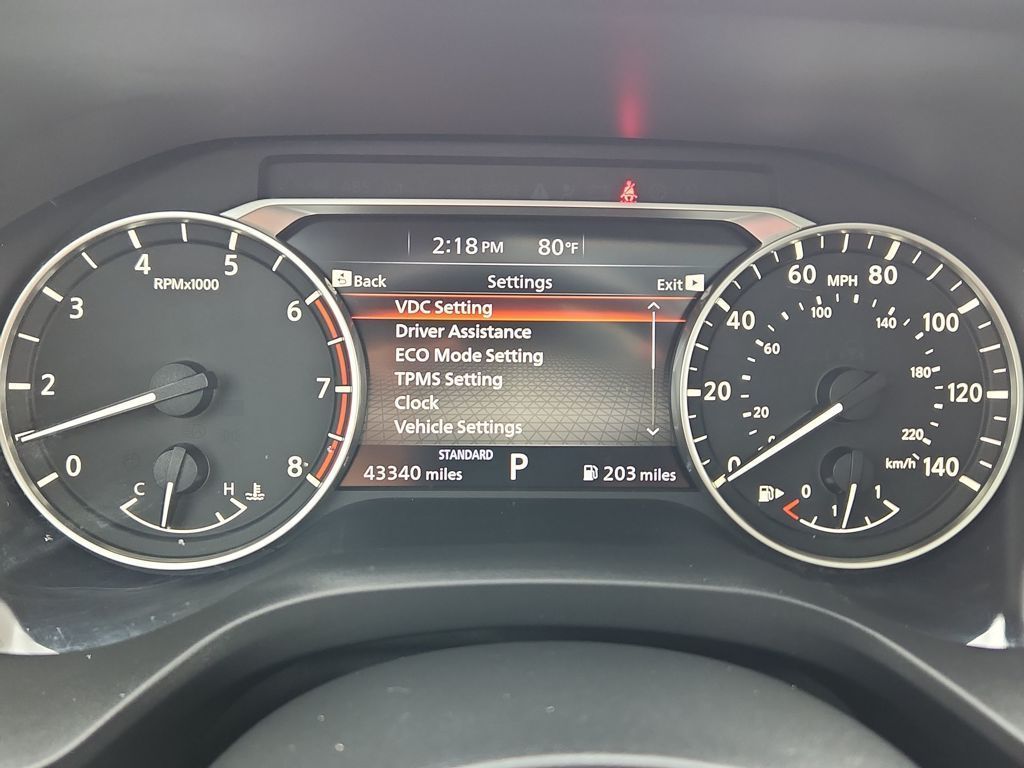 2:18 PM 80°F
Back Settings Exit
VDC Setting
Driver Assistance
ECO Mode Setting
TPMS Setting
Clock
Vehicle Settings
STANDARD
43340 miles P 203 miles
RPMx1000
0 2 3 4 5 6 7 8
C H
MPH
0 20 40 60 80 100 120 140
0 20 60 100 140 180 220
km/h
0 1